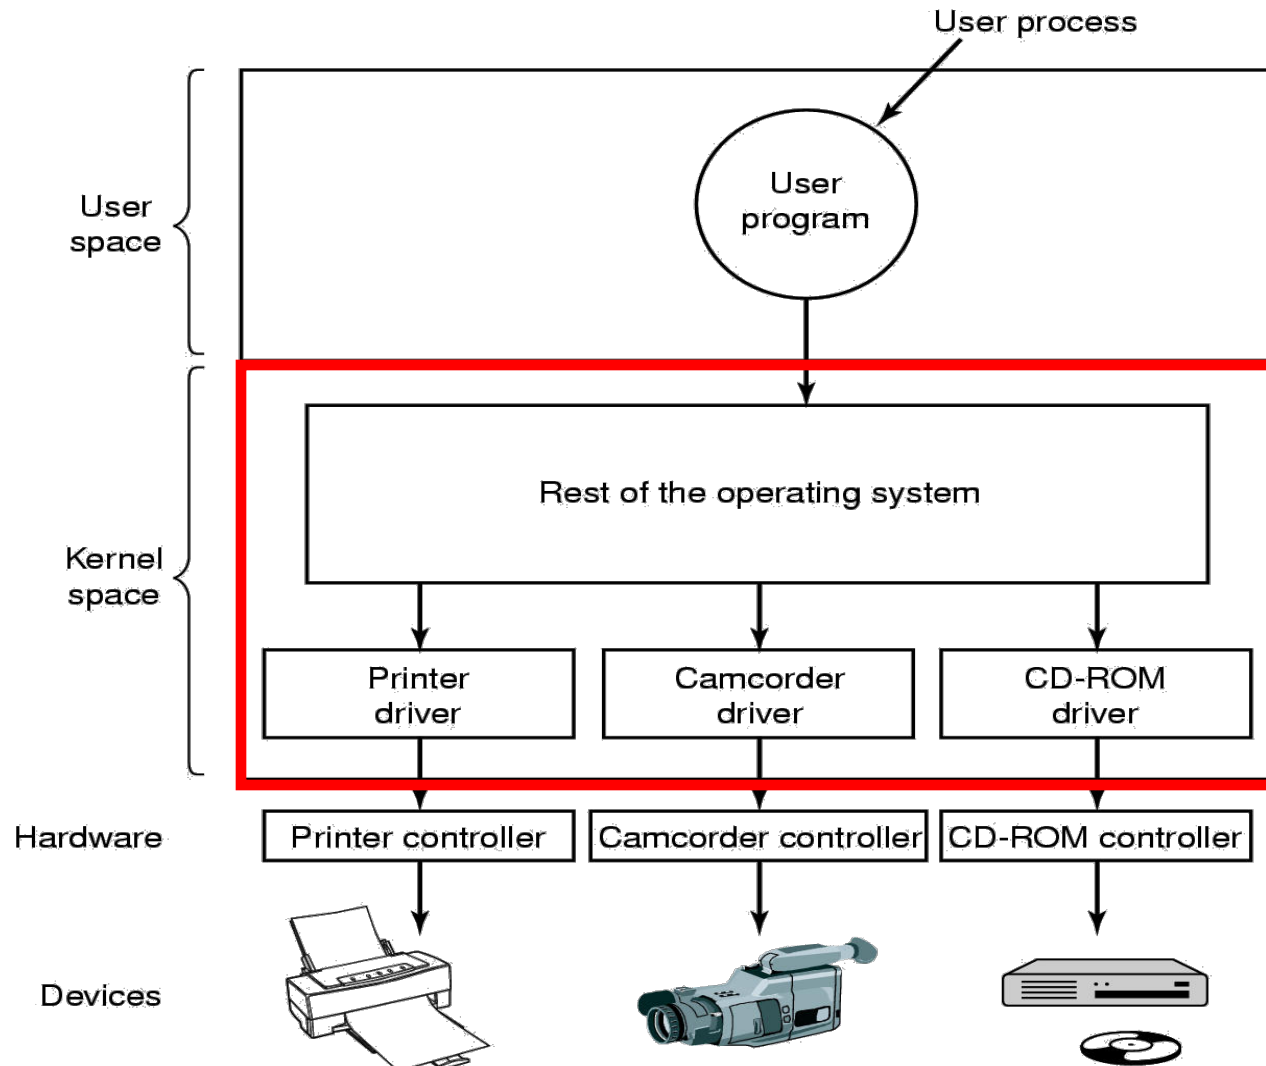 User process
User
program
User
space
Rest of the operating system
Kernel
space
Printer
driver
Camcorder
driver
CD-ROM
driver
Hardware
Printer controller
Camcorder controller
CD-ROM controller
Devices